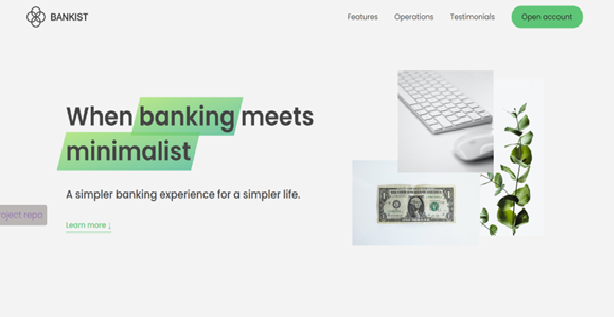 BANKIST
Features
Operations
Testimonials
Open account
When banking meets
minimalist
A simpler banking experience for a simpler life.
roject repo
Learn more ↓